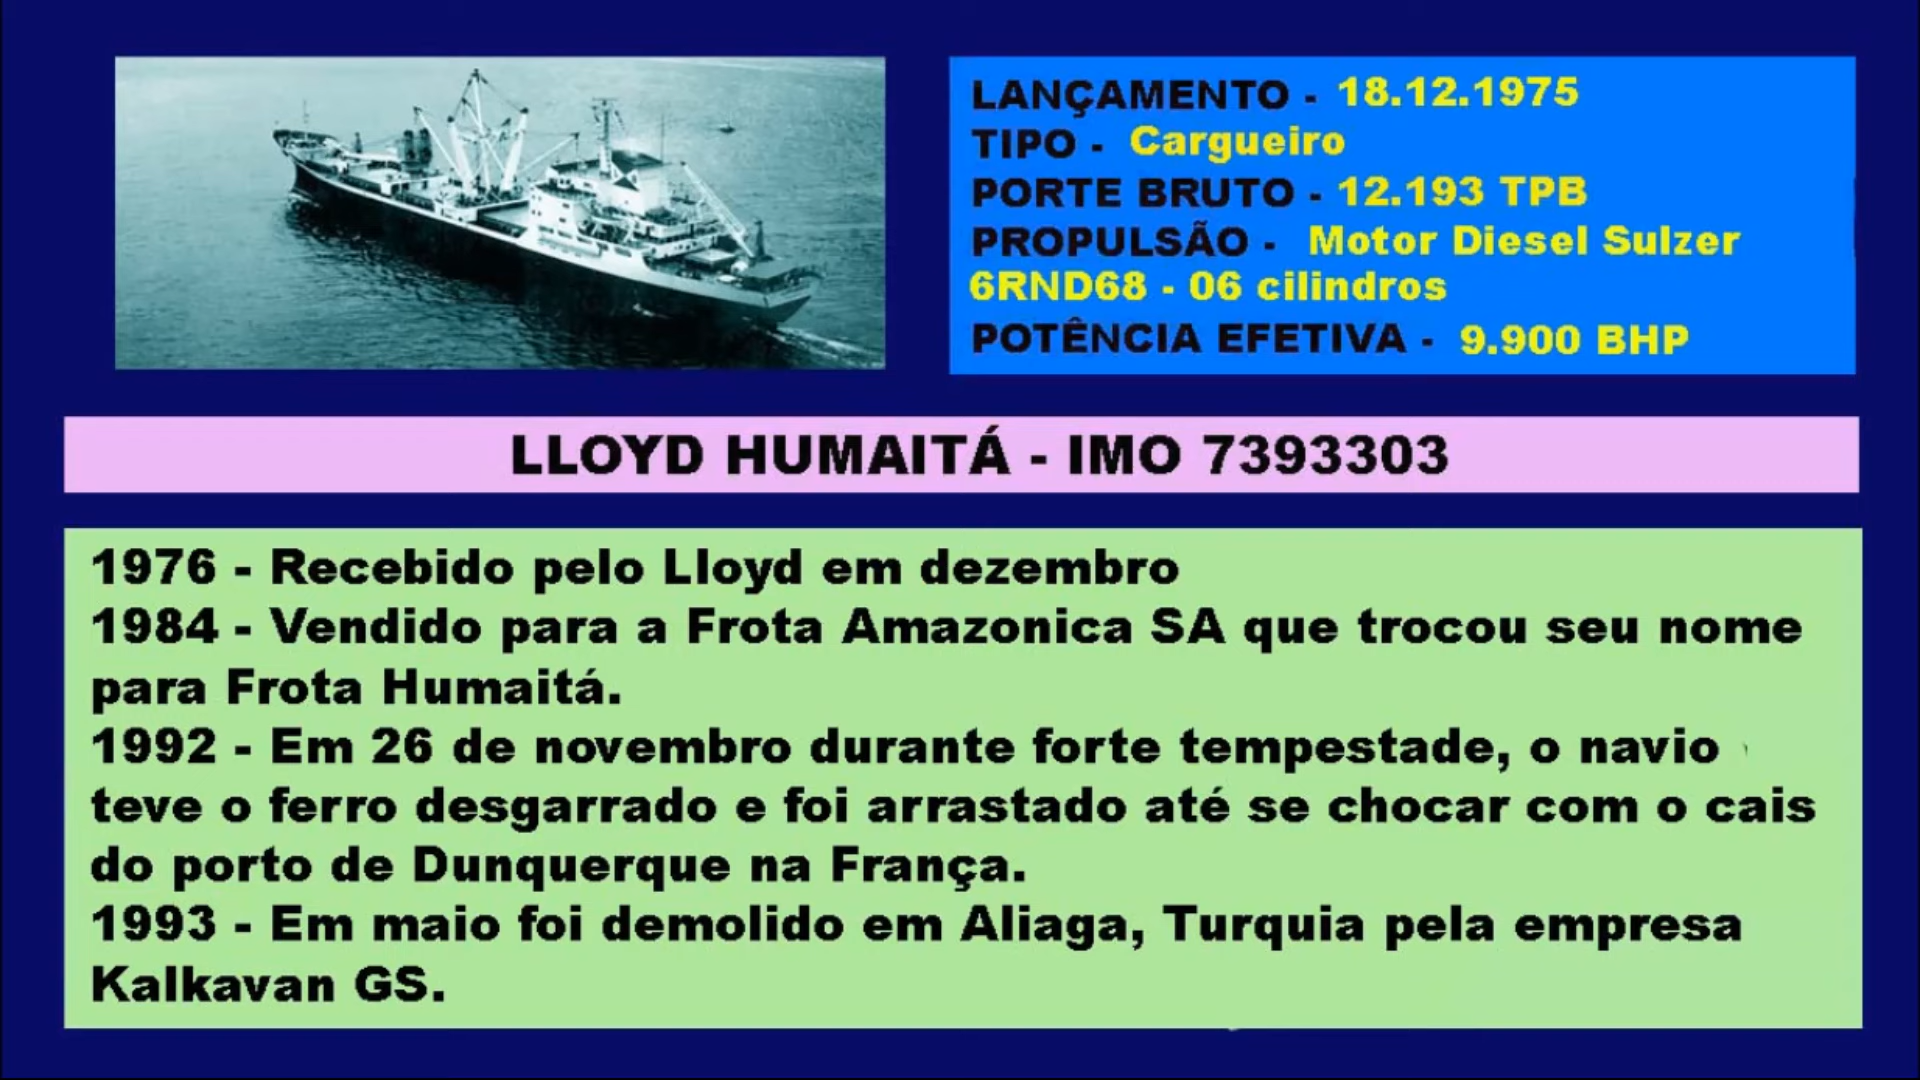 LANÇAMENTO - 18.12.1975
TIPO - Cargueiro
PORTE BRUTO - 12.193 TPB
PROPULSÃO - Motor Diesel Sulzer
6RND68 - 06 cilindros
POTÊNCIA EFETIVA - 9.900 BHP
LLOYD HUMAITÁ - IMO 7393303
1976 - Recebido pelo Lloyd em dezembro
1984 - Vendido para a Frota Amazonica SA que trocou seu nome
para Frota Humaitá.
1992 - Em 26 de novembro durante forte tempestade, o navio
teve o ferro desgarrado e foi arrastado até se chocar com o cais
do porto de Dunquerque na França.
1993 - Em maio foi demolido em Aliaga, Turquia pela empresa
Kalkavan GS.